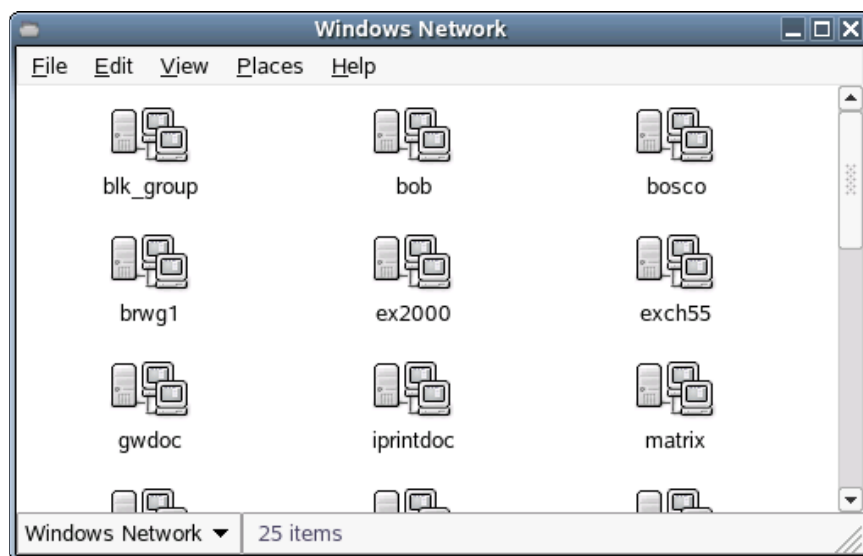 Windows Network
File Edit View Places Help
blk_group bob bosco
brwg1 ex2000 exch55
gwdoc iprintdoc matrix
Windows Network 25 items